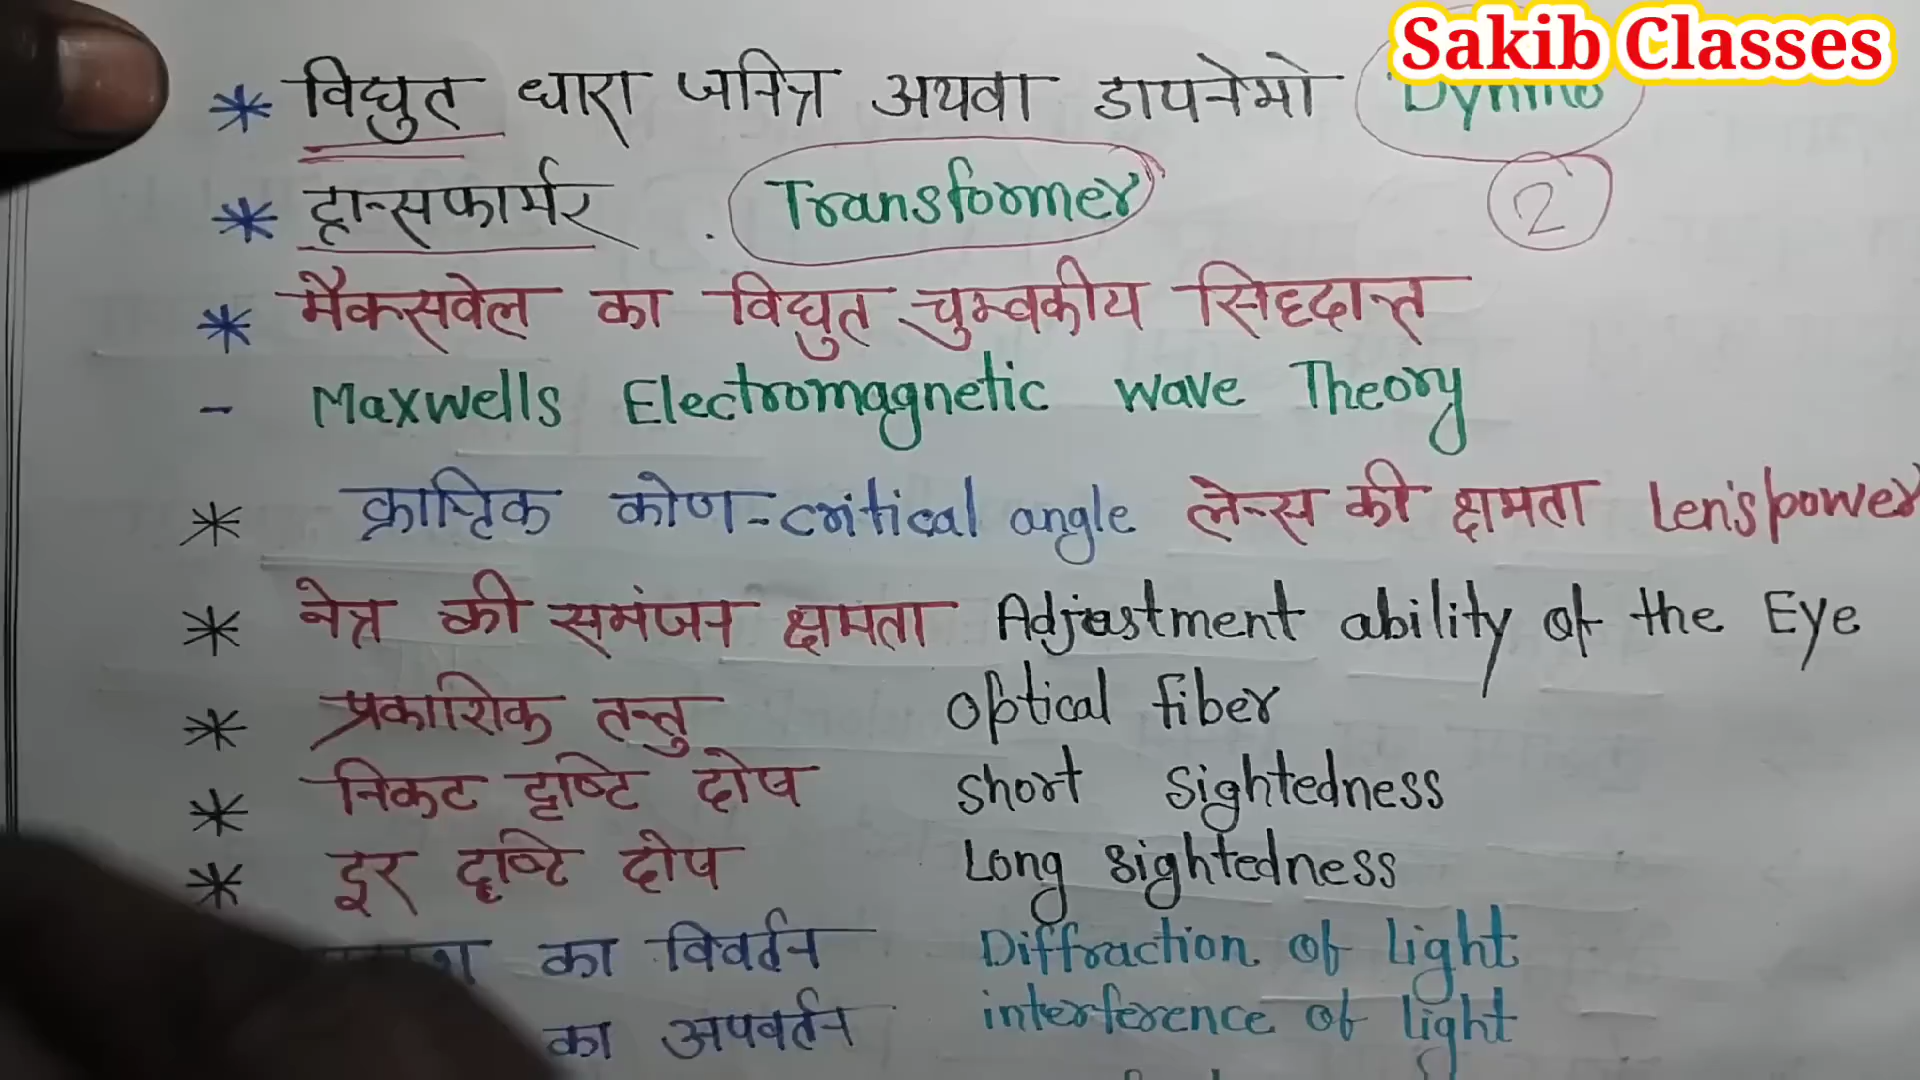 Sakib Classes
* विद्युत धारा जनित्र अथवा डायनेमो
* ट्रान्सफार्मर . Transformer 2
* मैक्सवेल का विद्युत चुम्बकीय सिद्दान्त
- Maxwells Electromagnetic wave Theory
* क्रान्टिक कोण - critical angle लेन्स की क्षमता Len's power
* नेत्र की समंजन क्षमता Adjestment ability of the Eye
* प्रकाशिक तन्तु Optical fiber
* निकट दृष्टि दोष short sightedness
* दूर दृष्टि दोष Long sightedness
का विवर्तन Diffraction of light
का अपवर्तन interference of light